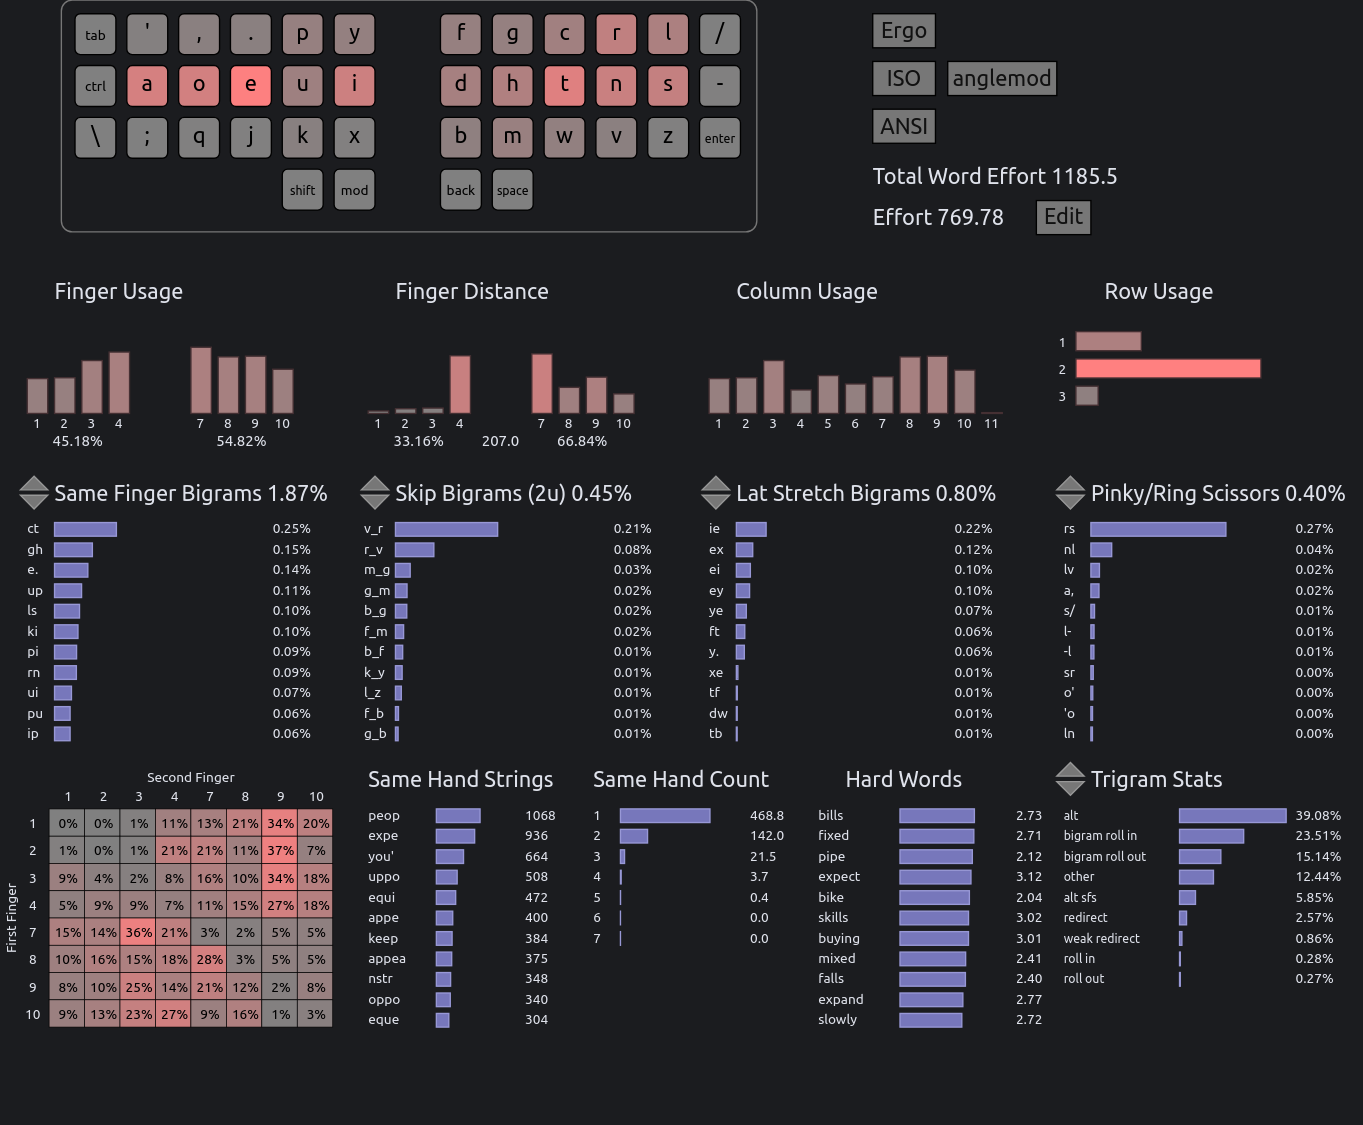 tab ' , . p y f g c r l / Ergo
ctrl a o e u i d h t n s - ISO anglemod
\ ; q j k x b m w v z enter ANSI
shift mod back space Total Word Effort 1185.5
Effort 769.78 Edit
Finger Usage Finger Distance Column Usage Row Usage
1
2
3
1 2 3 4 7 8 9 10 1 2 3 4 7 8 9 10 1 2 3 4 5 6 7 8 9 10 11
45.18% 54.82% 33.16% 207.0 66.84%
Same Finger Bigrams 1.87% Skip Bigrams (2u) 0.45% Lat Stretch Bigrams 0.80% Pinky/Ring Scissors 0.40%
ct 0.25% v_r 0.21% ie 0.22% rs 0.27%
gh 0.15% r_v 0.08% ex 0.12% nl 0.04%
e. 0.14% m_g 0.03% ei 0.10% lv 0.02%
up 0.11% g_m 0.02% ey 0.10% a, 0.02%
ls 0.10% b_g 0.02% ye 0.07% s/ 0.01%
ki 0.10% f_m 0.02% ft 0.06% l- 0.01%
pi 0.09% b_f 0.01% y. 0.06% -l 0.01%
rn 0.09% k_y 0.01% xe 0.01% sr 0.00%
ui 0.07% l_z 0.01% tf 0.01% o' 0.00%
pu 0.06% f_b 0.01% dw 0.01% 'o 0.00%
ip 0.06% g_b 0.01% tb 0.01% ln 0.00%
Second Finger Same Hand Strings Same Hand Count Hard Words Trigram Stats
1 2 3 4 7 8 9 10
First Finger
1 0% 0% 1% 11% 13% 21% 34% 20% peop 1068 1 468.8 bills 2.73 alt 39.08%
2 1% 0% 1% 21% 21% 11% 37% 7% expe 936 2 142.0 fixed 2.71 bigram roll in 23.51%
3 9% 4% 2% 8% 16% 10% 34% 18% you' 664 3 21.5 pipe 2.12 bigram roll out 15.14%
4 5% 9% 9% 7% 11% 15% 27% 18% uppo 508 4 3.7 expect 3.12 other 12.44%
7 15% 14% 36% 21% 3% 2% 5% 5% equi 472 5 0.4 bike 2.04 alt sfs 5.85%
8 10% 16% 15% 18% 28% 3% 5% 5% appe 400 6 0.0 skills 3.02 redirect 2.57%
9 8% 10% 25% 14% 21% 12% 2% 8% keep 384 7 0.0 buying 3.01 weak redirect 0.86%
10 9% 13% 23% 27% 9% 16% 1% 3% appea 375 mixed 2.41 roll in 0.28%
nstr 348 falls 2.40 roll out 0.27%
oppo 340 expand 2.77
eque 304 slowly 2.72